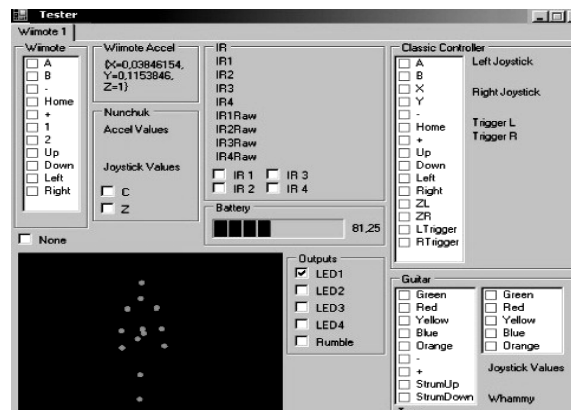 Tester
Wiimote 1
Wiimote
A
B
-
Home
+
1
2
Up
Down
Left
Right
None
Wiimote Accel
{X=0,03846154,
Y=0,1153846,
Z=1}
Nunchuk
Accel Values
Joystick Values
C
Z
IR
IR1
IR2
IR3
IR4
IR1Raw
IR2Raw
IR3Raw
IR4Raw
IR 1
IR 3
IR 2
IR 4
Battery
81,25
Outputs
LED1
LED2
LED3
LED4
Rumble
Classic Controller
A
B
X
Y
-
Home
+
Up
Down
Left
Right
ZL
ZR
LTrigger
RTrigger
Left Joystick
Right Joystick
Trigger L
Trigger R
Guitar
Green
Red
Yellow
Blue
Orange
-
+
StrumUp
StrumDown
Green
Red
Yellow
Blue
Orange
Joystick Values
Whammy